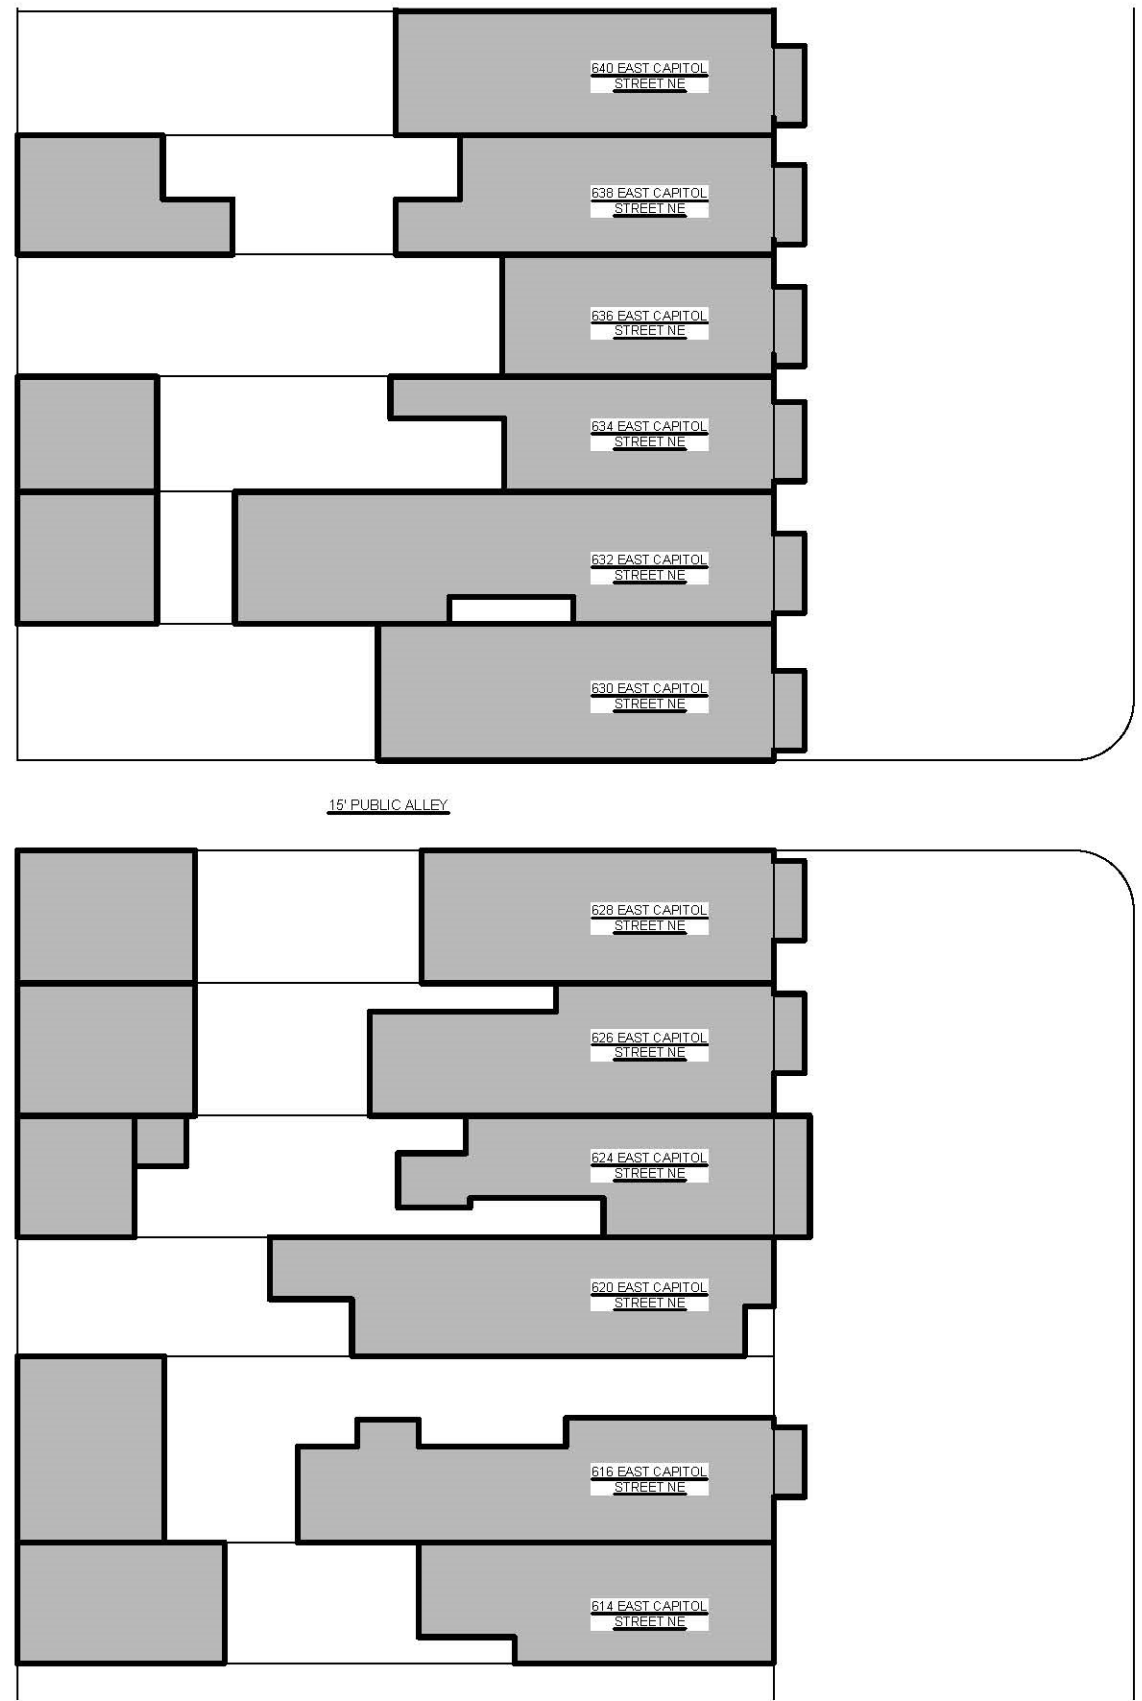 640 EAST CAPITOL
STREET NE
638 EAST CAPITOL
STREET NE
636 EAST CAPITOL
STREET NE
634 EAST CAPITOL
STREET NE
632 EAST CAPITOL
STREET NE
630 EAST CAPITOL
STREET NE
15' PUBLIC ALLEY
628 EAST CAPITOL
STREET NE
626 EAST CAPITOL
STREET NE
624 EAST CAPITOL
STREET NE
620 EAST CAPITOL
STREET NE
616 EAST CAPITOL
STREET NE
614 EAST CAPITOL
STREET NE